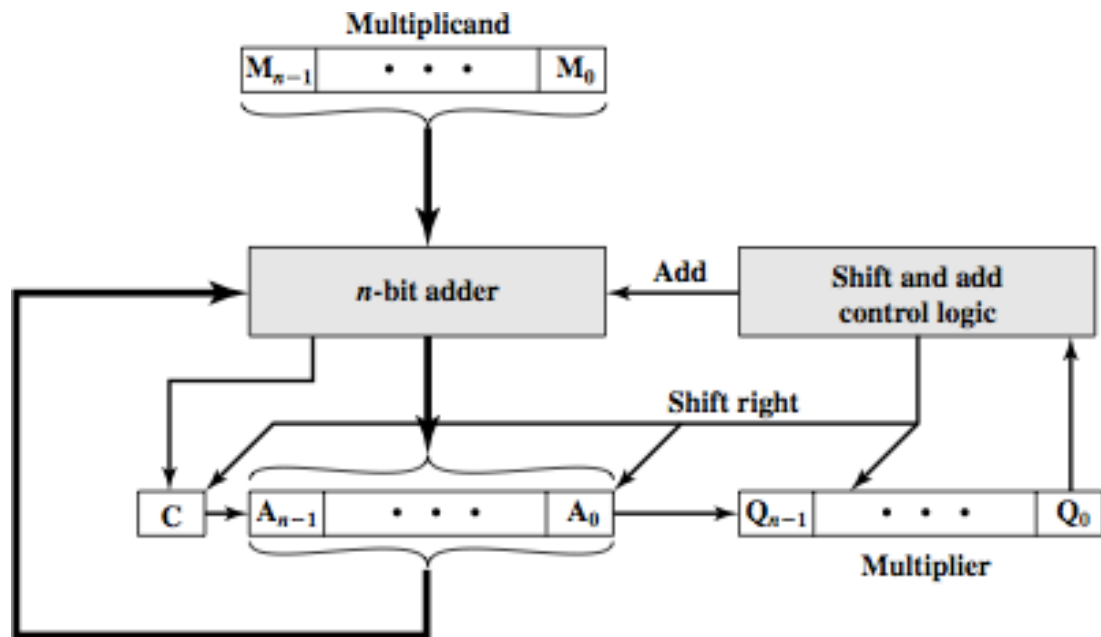 Multiplicand
Mn−1 • • • M0
n-bit adder
Add
Shift and add
control logic
Shift right
C
An−1 • • • A0
Qn−1 • • • Q0
Multiplier